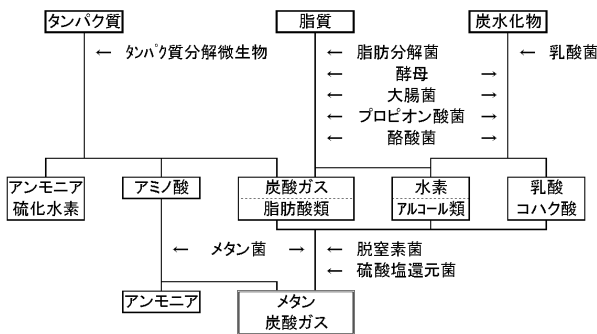 タンパク質 脂質 炭水化物
← タンパク質分解微生物 ← 脂肪分解菌 ← 乳酸菌
← 酵母 →
← 大腸菌 →
← プロピオン酸菌 →
← 酪酸菌 →
アンモニア アミノ酸 炭酸ガス 水素 乳酸
硫化水素 脂肪酸類 アルコール類 コハク酸
← メタン菌 → ← 脱窒素菌
← 硫酸塩還元菌
アンモニア メタン
炭酸ガス